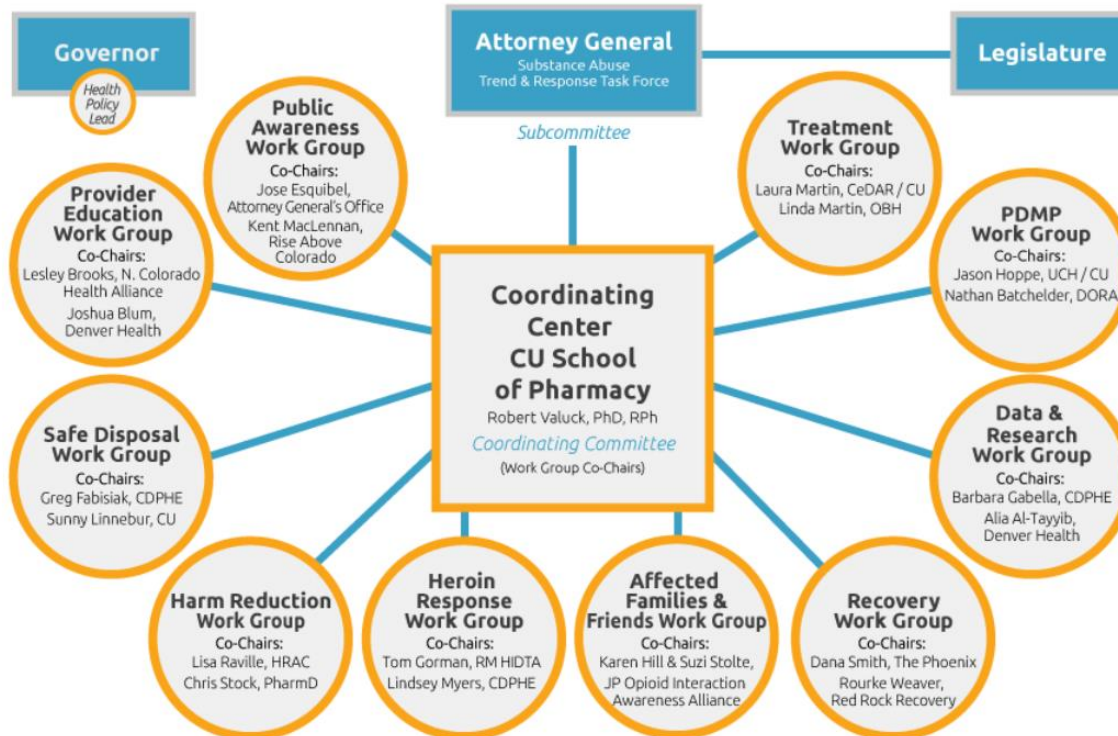 Governor
Health
Policy
Lead
Attorney General
Substance Abuse
Trend & Response Task Force
Legislature
Subcommittee
Public
Awareness
Work Group
Co-Chairs:
Jose Esquibel,
Attorney General's Office
Kent MacLennan,
Rise Above
Colorado
Treatment
Work Group
Co-Chairs:
Laura Martin, CeDAR / CU
Linda Martin, OBH
Provider
Education
Work Group
Co-Chairs:
Lesley Brooks, N. Colorado
Health Alliance
Joshua Blum,
Denver Health
PDMP
Work Group
Co-Chairs:
Jason Hoppe, UCH / CU
Nathan Batchelder, DORA
Coordinating
Center
CU School
of Pharmacy
Robert Valuck, PhD, RPh
Coordinating Committee
(Work Group Co-Chairs)
Safe Disposal
Work Group
Co-Chairs:
Greg Fabisiak, CDPHE
Sunny Linnebur, CU
Data &
Research
Work Group
Co-Chairs:
Barbara Gabella, CDPHE
Alia Al-Tayyib,
Denver Health
Harm Reduction
Work Group
Co-Chairs:
Lisa Raville, HRAC
Chris Stock, PharmD
Heroin
Response
Work Group
Co-Chairs:
Tom Gorman, RM HIDTA
Lindsey Myers, CDPHE
Affected
Families &
Friends Work Group
Co-Chairs:
Karen Hill & Suzi Stolte,
JP Opioid Interaction
Awareness Alliance
Recovery
Work Group
Co-Chairs:
Dana Smith, The Phoenix
Rourke Weaver,
Red Rock Recovery